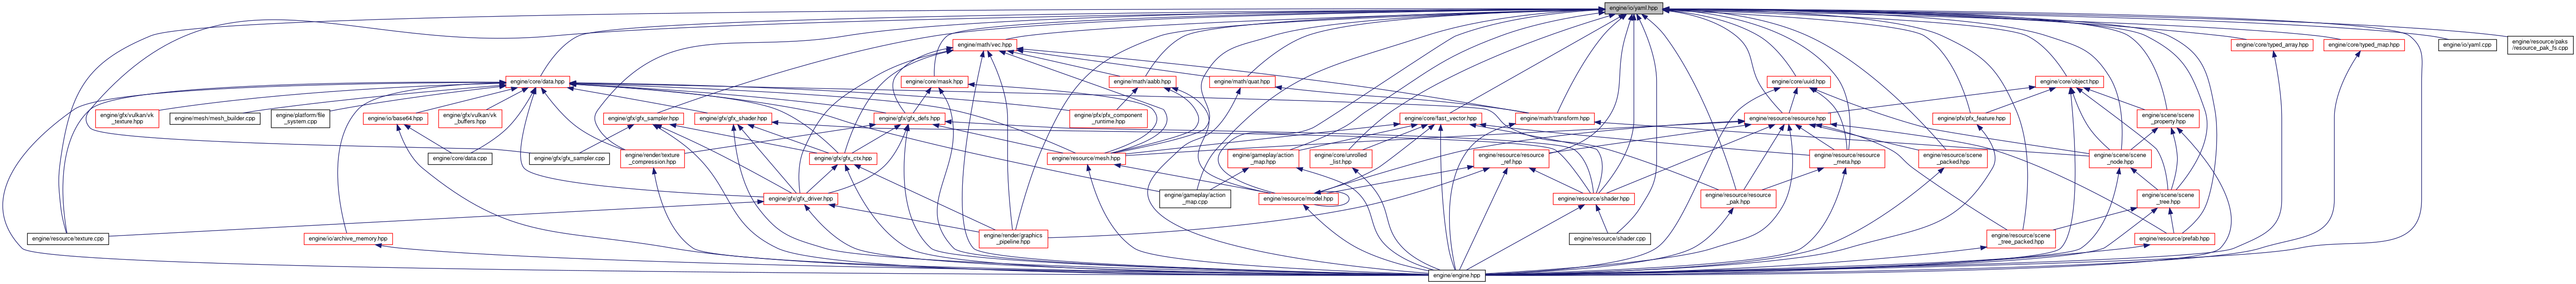 engine/io/yaml.hpp
engine/math/vec.hpp
engine/core/typed_array.hpp
engine/core/typed_map.hpp
engine/io/yaml.cpp
engine/resource/paks
/resource_pak_fs.cpp
engine/core/data.hpp
engine/core/mask.hpp
engine/math/aabb.hpp
engine/math/quat.hpp
engine/core/uuid.hpp
engine/core/object.hpp
engine/gfx/vulkan/vk
_texture.hpp
engine/mesh/mesh_builder.cpp
engine/platform/file
_system.cpp
engine/io/base64.hpp
engine/gfx/vulkan/vk
_buffers.hpp
engine/gfx/gfx_sampler.hpp
engine/gfx/gfx_shader.hpp
engine/gfx/gfx_defs.hpp
engine/pfx/pfx_component
_runtime.hpp
engine/core/fast_vector.hpp
engine/math/transform.hpp
engine/resource/resource.hpp
engine/pfx/pfx_feature.hpp
engine/scene/scene
_property.hpp
engine/core/data.cpp
engine/gfx/gfx_sampler.cpp
engine/render/texture
_compression.hpp
engine/gfx/gfx_ctx.hpp
engine/resource/mesh.hpp
engine/gameplay/action
_map.hpp
engine/core/unrolled
_list.hpp
engine/resource/resource
_ref.hpp
engine/resource/resource
_meta.hpp
engine/resource/scene
_packed.hpp
engine/scene/scene
_node.hpp
engine/gfx/gfx_driver.hpp
engine/gameplay/action
_map.cpp
engine/resource/model.hpp
engine/resource/shader.hpp
engine/resource/resource
_pak.hpp
engine/scene/scene
_tree.hpp
engine/resource/texture.cpp
engine/io/archive_memory.hpp
engine/render/graphics
_pipeline.hpp
engine/resource/shader.cpp
engine/resource/scene
_tree_packed.hpp
engine/resource/prefab.hpp
engine/engine.hpp